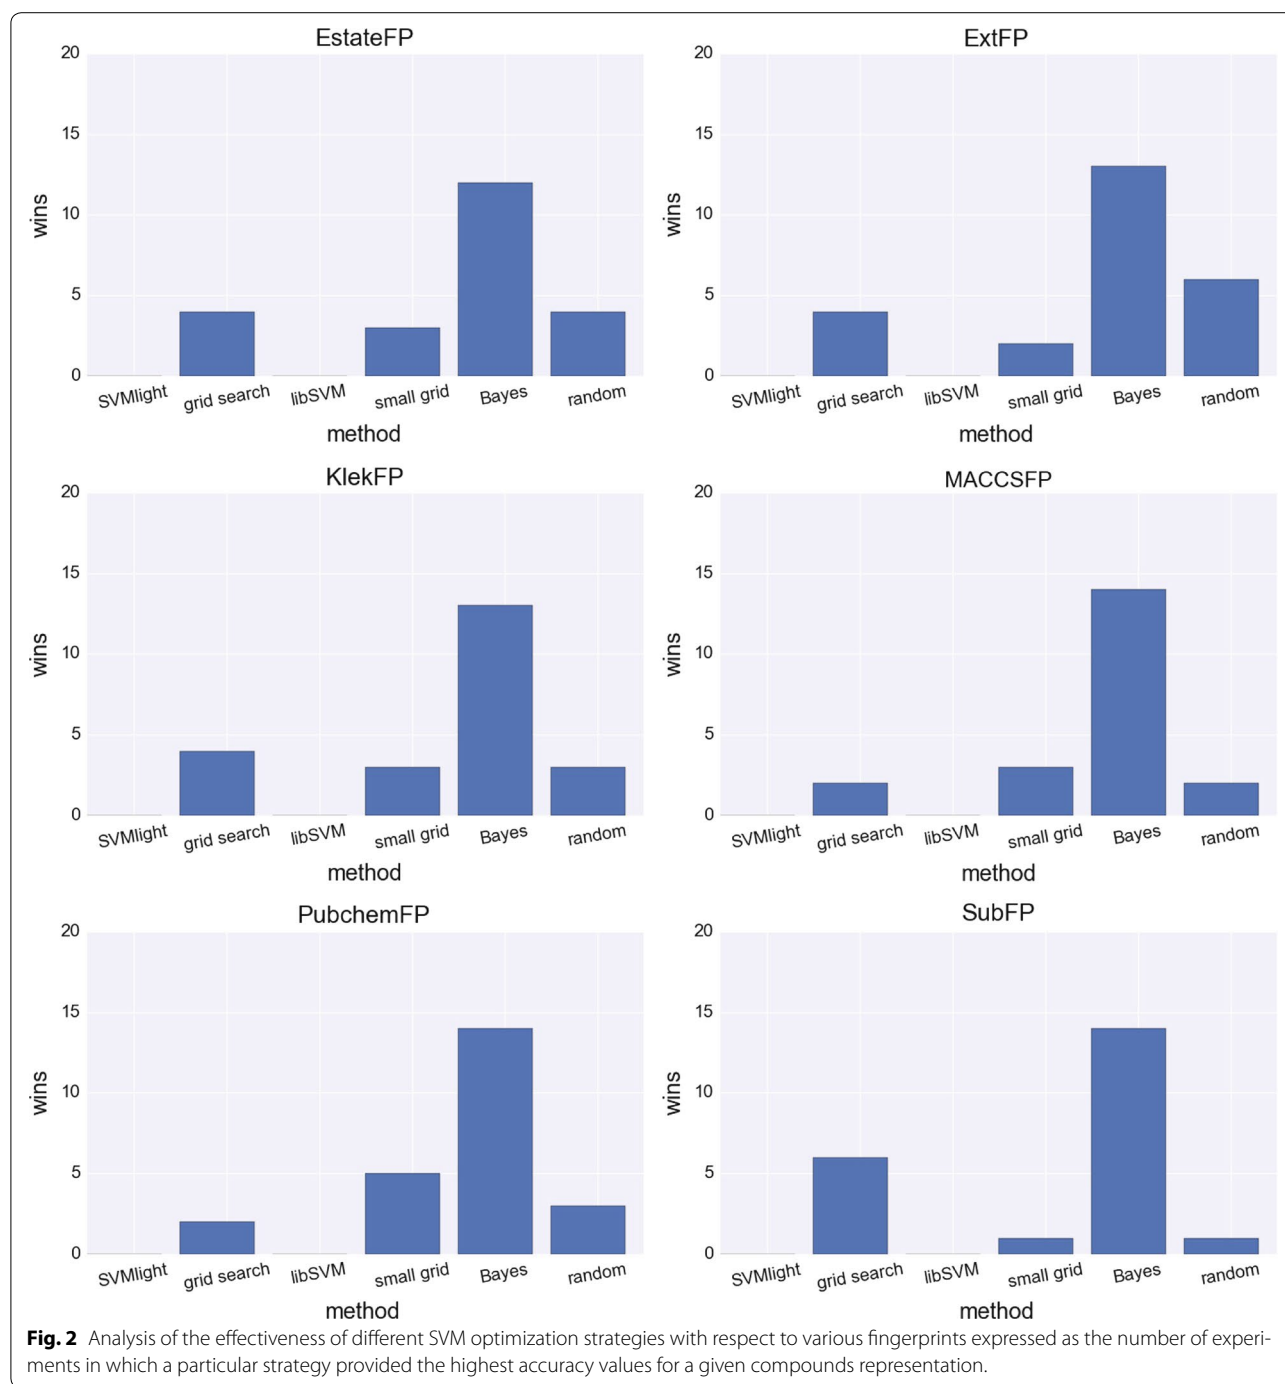 EstateFP
20
15
10
5
0
wins
SVMlight grid search libSVM small grid Bayes random
method
ExtFP
20
15
10
5
0
wins
SVMlight grid search libSVM small grid Bayes random
method
KlekFP
20
15
10
5
0
wins
SVMlight grid search libSVM small grid Bayes random
method
MACCSFP
20
15
10
5
0
wins
SVMlight grid search libSVM small grid Bayes random
method
PubchemFP
20
15
10
5
0
wins
SVMlight grid search libSVM small grid Bayes random
method
SubFP
20
15
10
5
0
wins
SVMlight grid search libSVM small grid Bayes random
method
Fig. 2 Analysis of the effectiveness of different SVM optimization strategies with respect to various fingerprints expressed as the number of experi-
ments in which a particular strategy provided the highest accuracy values for a given compounds representation.